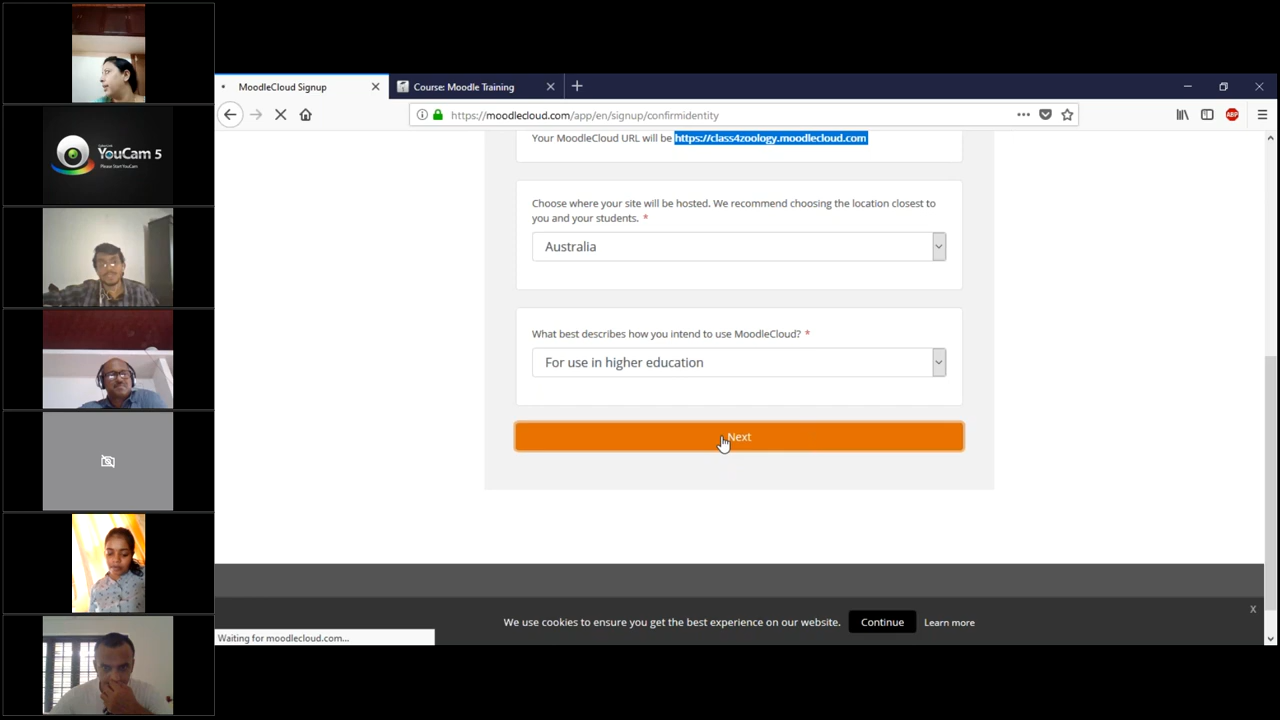 YouCam 5
Please Start YouCam
MoodleCloud Signup
Course: Moodle Training
https://moodlecloud.com/app/en/signup/confirmidentity
ABP
Your MoodleCloud URL will be https://class4zoology.moodlecloud.com
Choose where your site will be hosted. We recommend choosing the location closest to
you and your students. *
Australia
What best describes how you intend to use MoodleCloud? *
For use in higher education
Next
x
We use cookies to ensure you get the best experience on our website. Continue Learn more
Waiting for moodlecloud.com...